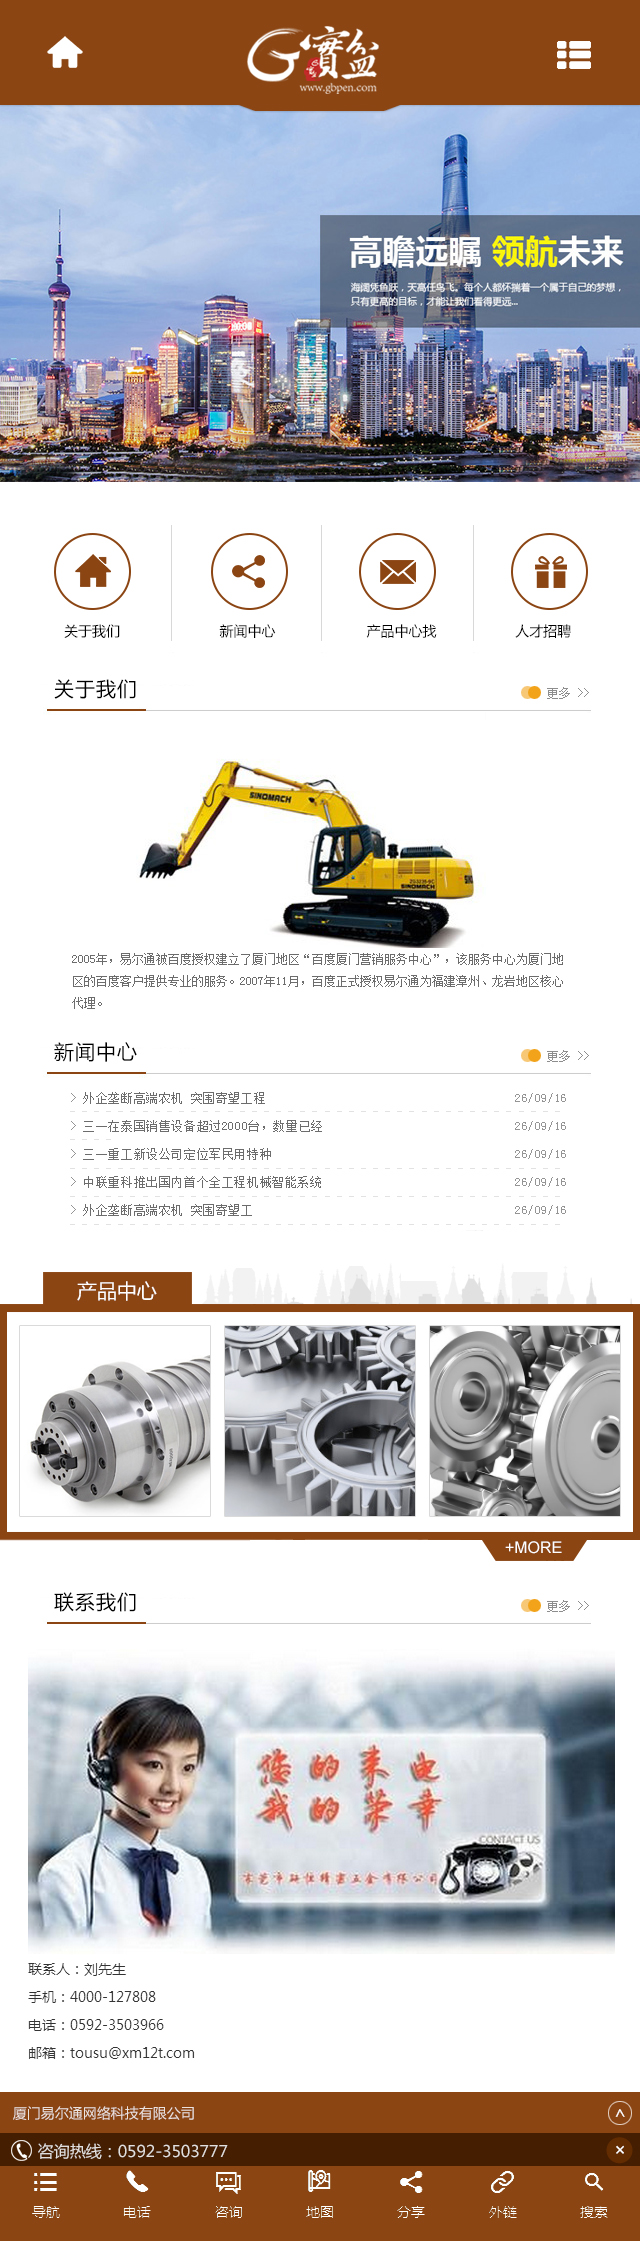 G寶盆
www.gbpen.com
高瞻远瞩 领航未来
海阔凭鱼跃，天高任鸟飞。每个人都怀揣着一个属于自己的梦想，
只有更高的目标，才能让我们看得更远...
关于我们 新闻中心 产品中心找 人才招聘
关于我们 更多 >>
SINOMACH
SINOMACH
2005年，易尔通被百度授权建立了厦门地区“百度厦门营销服务中心”，该服务中心为厦门地
区的百度客户提供专业的服务。2007年11月，百度正式授权易尔通为福建漳州、龙岩地区核心
代理。
新闻中心 更多 >>
> 外企垄断高端农机 突围寄望工程 26/09/16
> 三一在泰国销售设备超过2000台，数量已经 26/09/16
> 三一重工新设公司定位军民用特种 26/09/16
> 中联重科推出国内首个全工程机械智能系统 26/09/16
> 外企垄断高端农机 突围寄望工 26/09/16
产品中心
+MORE
联系我们 更多 >>
您的来电
我的荣幸
CONTACT US
联系人：刘先生
手机：4000-127808
电话：0592-3503966
邮箱：tousu@xm12t.com
厦门易尔通网络科技有限公司
咨询热线：0592-3503777 ×
导航 电话 咨询 地图 分享 外链 搜索